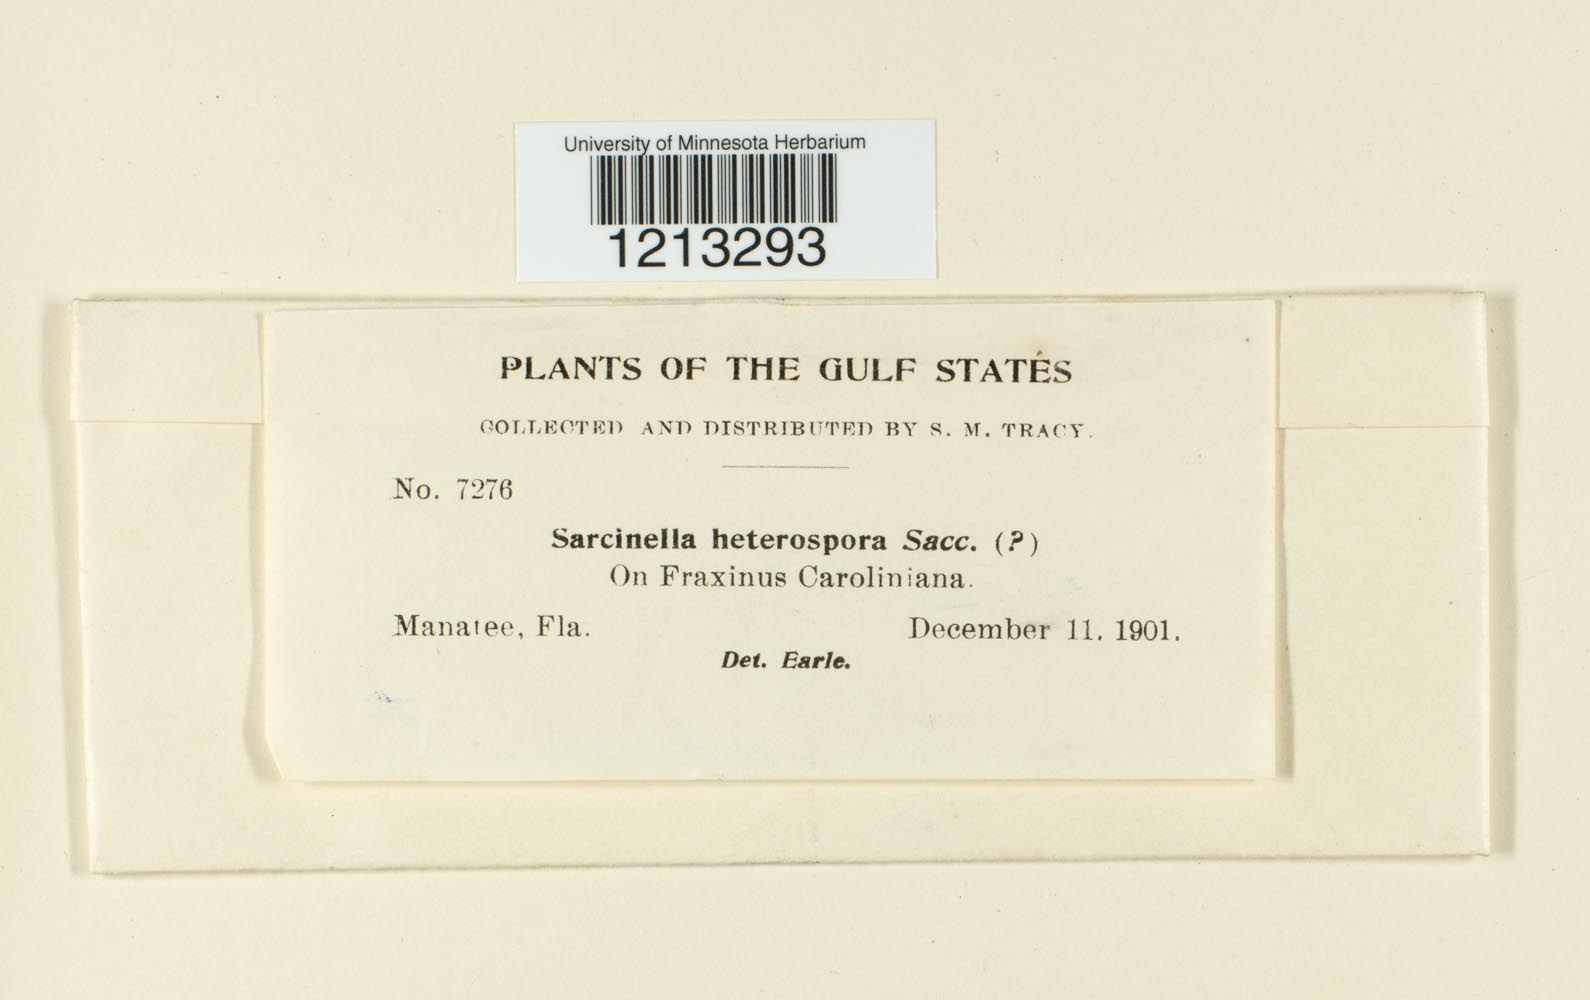 University of Minnesota Herbarium
1213293
PLANTS OF THE GULF STATES
COLLECTED AND DISTRIBUTED BY S. M. TRACY.
No. 7276
Sarcinella heterospora Sacc. (?)
On Fraxinus Caroliniana.
Manatee, Fla. December 11. 1901.
Det. Earle.